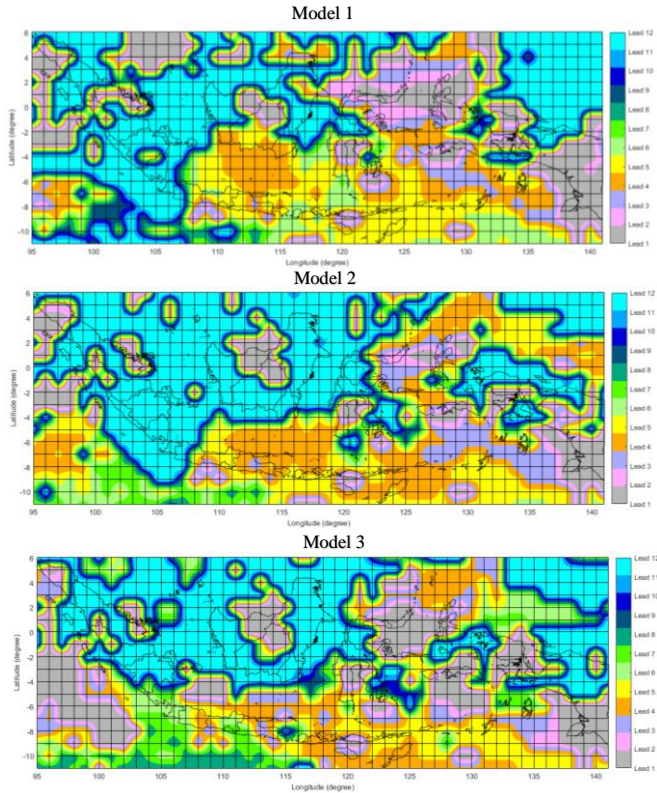 Model 1
6
4
2
0
-2
-4
-6
-8
-10
Latitude (degree)
95 100 105 110 115 120 125 130 135 140
Longitude (degree)
Lead 12
Lead 11
Lead 10
Lead 9
Lead 8
Lead 7
Lead 6
Lead 5
Lead 4
Lead 3
Lead 2
Lead 1
Model 2
6
4
2
0
-2
-4
-6
-8
-10
Latitude (degree)
95 100 105 110 115 120 125 130 135 140
Longitude (degree)
Lead 12
Lead 11
Lead 10
Lead 9
Lead 8
Lead 7
Lead 6
Lead 5
Lead 4
Lead 3
Lead 2
Lead 1
Model 3
6
4
2
0
-2
-4
-6
-8
-10
Latitude (degree)
95 100 105 110 115 120 125 130 135 140
Longitude (degree)
Lead 12
Lead 11
Lead 10
Lead 9
Lead 8
Lead 7
Lead 6
Lead 5
Lead 4
Lead 3
Lead 2
Lead 1